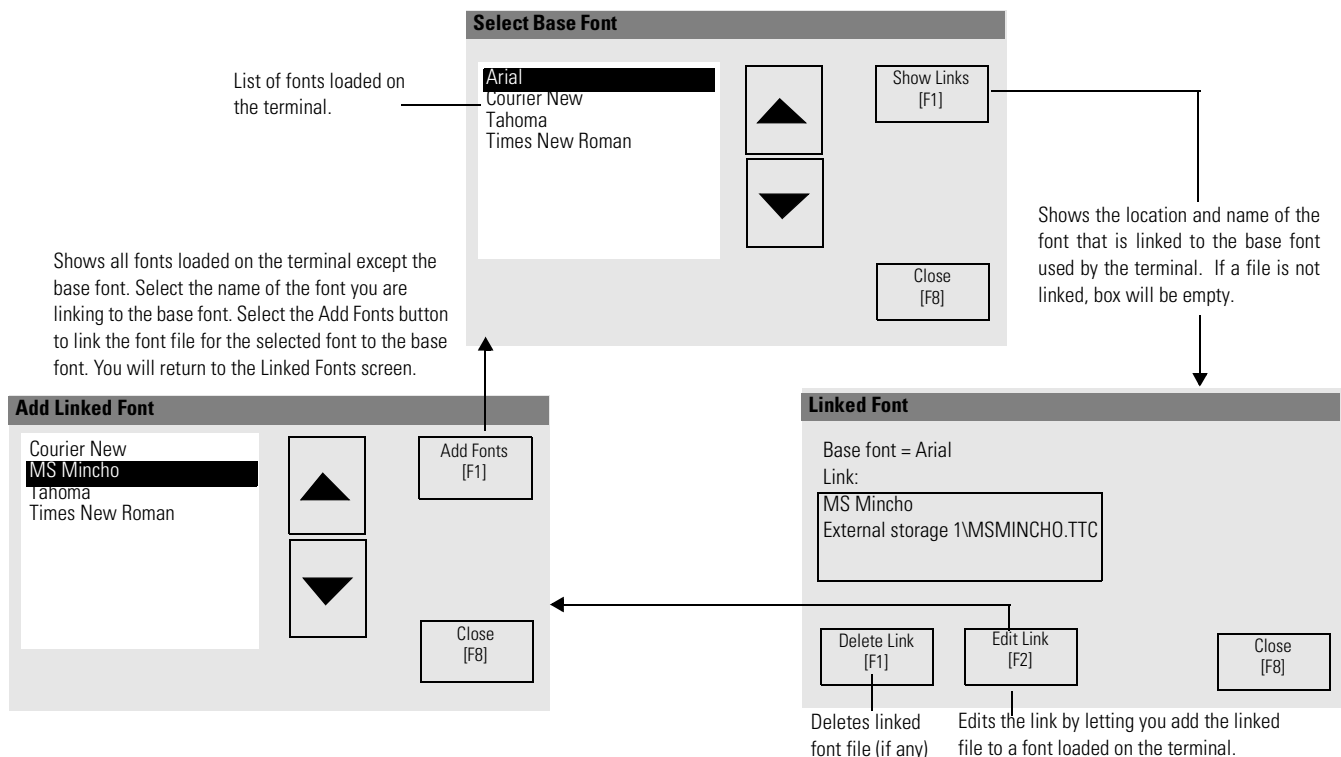 Select Base Font
List of fonts loaded on
the terminal.
Arial
Courier New
Tahoma
Times New Roman
Show Links
[F1]
Close
[F8]
Shows the location and name of the
font that is linked to the base font
used by the terminal. If a file is not
linked, box will be empty.
Shows all fonts loaded on the terminal except the
base font. Select the name of the font you are
linking to the base font. Select the Add Fonts button
to link the font file for the selected font to the base
font. You will return to the Linked Fonts screen.
Add Linked Font
Courier New
MS Mincho
Tahoma
Times New Roman
Add Fonts
[F1]
Close
[F8]
Linked Font
Base font = Arial
Link:
MS Mincho
External storage 1\MSMINCHO.TTC
Delete Link
[F1]
Edit Link
[F2]
Close
[F8]
Deletes linked
font file (if any)
Edits the link by letting you add the linked
file to a font loaded on the terminal.